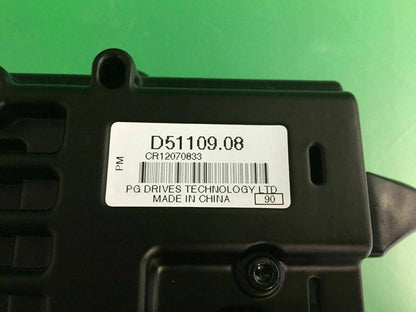 D51109.08
CR12070833
PM
PG DRIVES TECHNOLOGY LTD
MADE IN CHINA
90